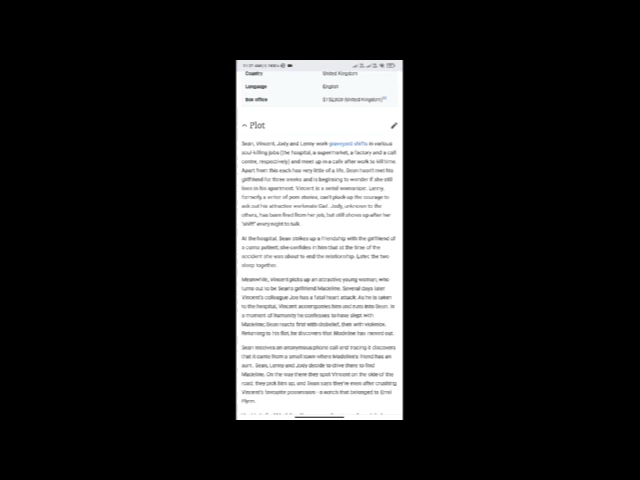 Country United Kingdom
Language English
Box office (United Kingdom)
Plot
Sean, Vincent, Jody and Lenny work graveyard shifts in various
soul-killing jobs (the hospital, a supermarket, a factory and a call
centre, respectively) and meet up in a cafe after work to kill time.
Apart from this each has very little of a life. Sean hasn't met his
girlfriend for three weeks and is beginning to wonder if she still
lives in his apartment. Vincent is a serial womanizer. Lenny,
formerly a writer of porn stories, can't pluck up the courage to
ask out his attractive workmate Gail. Jody, unknown to the
others, has been fired from her job, but still shows up after her
'shift' every night to talk.
At the hospital, Sean strikes up a friendship with the girlfriend of
a coma patient; she confides in him that at the time of the
accident she was about to end the relationship. Later, the two
sleep together.
Meanwhile, Vincent picks up an attractive young woman, who
turns out to be Sean's girlfriend Madeline. Several days later
Vincent's colleague Joe has a fatal heart attack. As he is taken
to the hospital, Vincent accompanies him and runs into Sean. In
a moment of humanity he confesses to have slept with
Madeline; Sean reacts first with disbelief, then with violence.
Returning to his flat, he discovers that Madeline has moved out.
Sean receives an anonymous phone call and tracing it discovers
that it came from a small town where Madeline's friend has an
aunt. Sean, Lenny and Jody decide to drive there to find
Madeline. On the way there they spot Vincent on the side of the
road; they pick him up, and Sean says they're even after crushing
Vincent's favourite possession - a watch that belonged to Errol
Flynn.